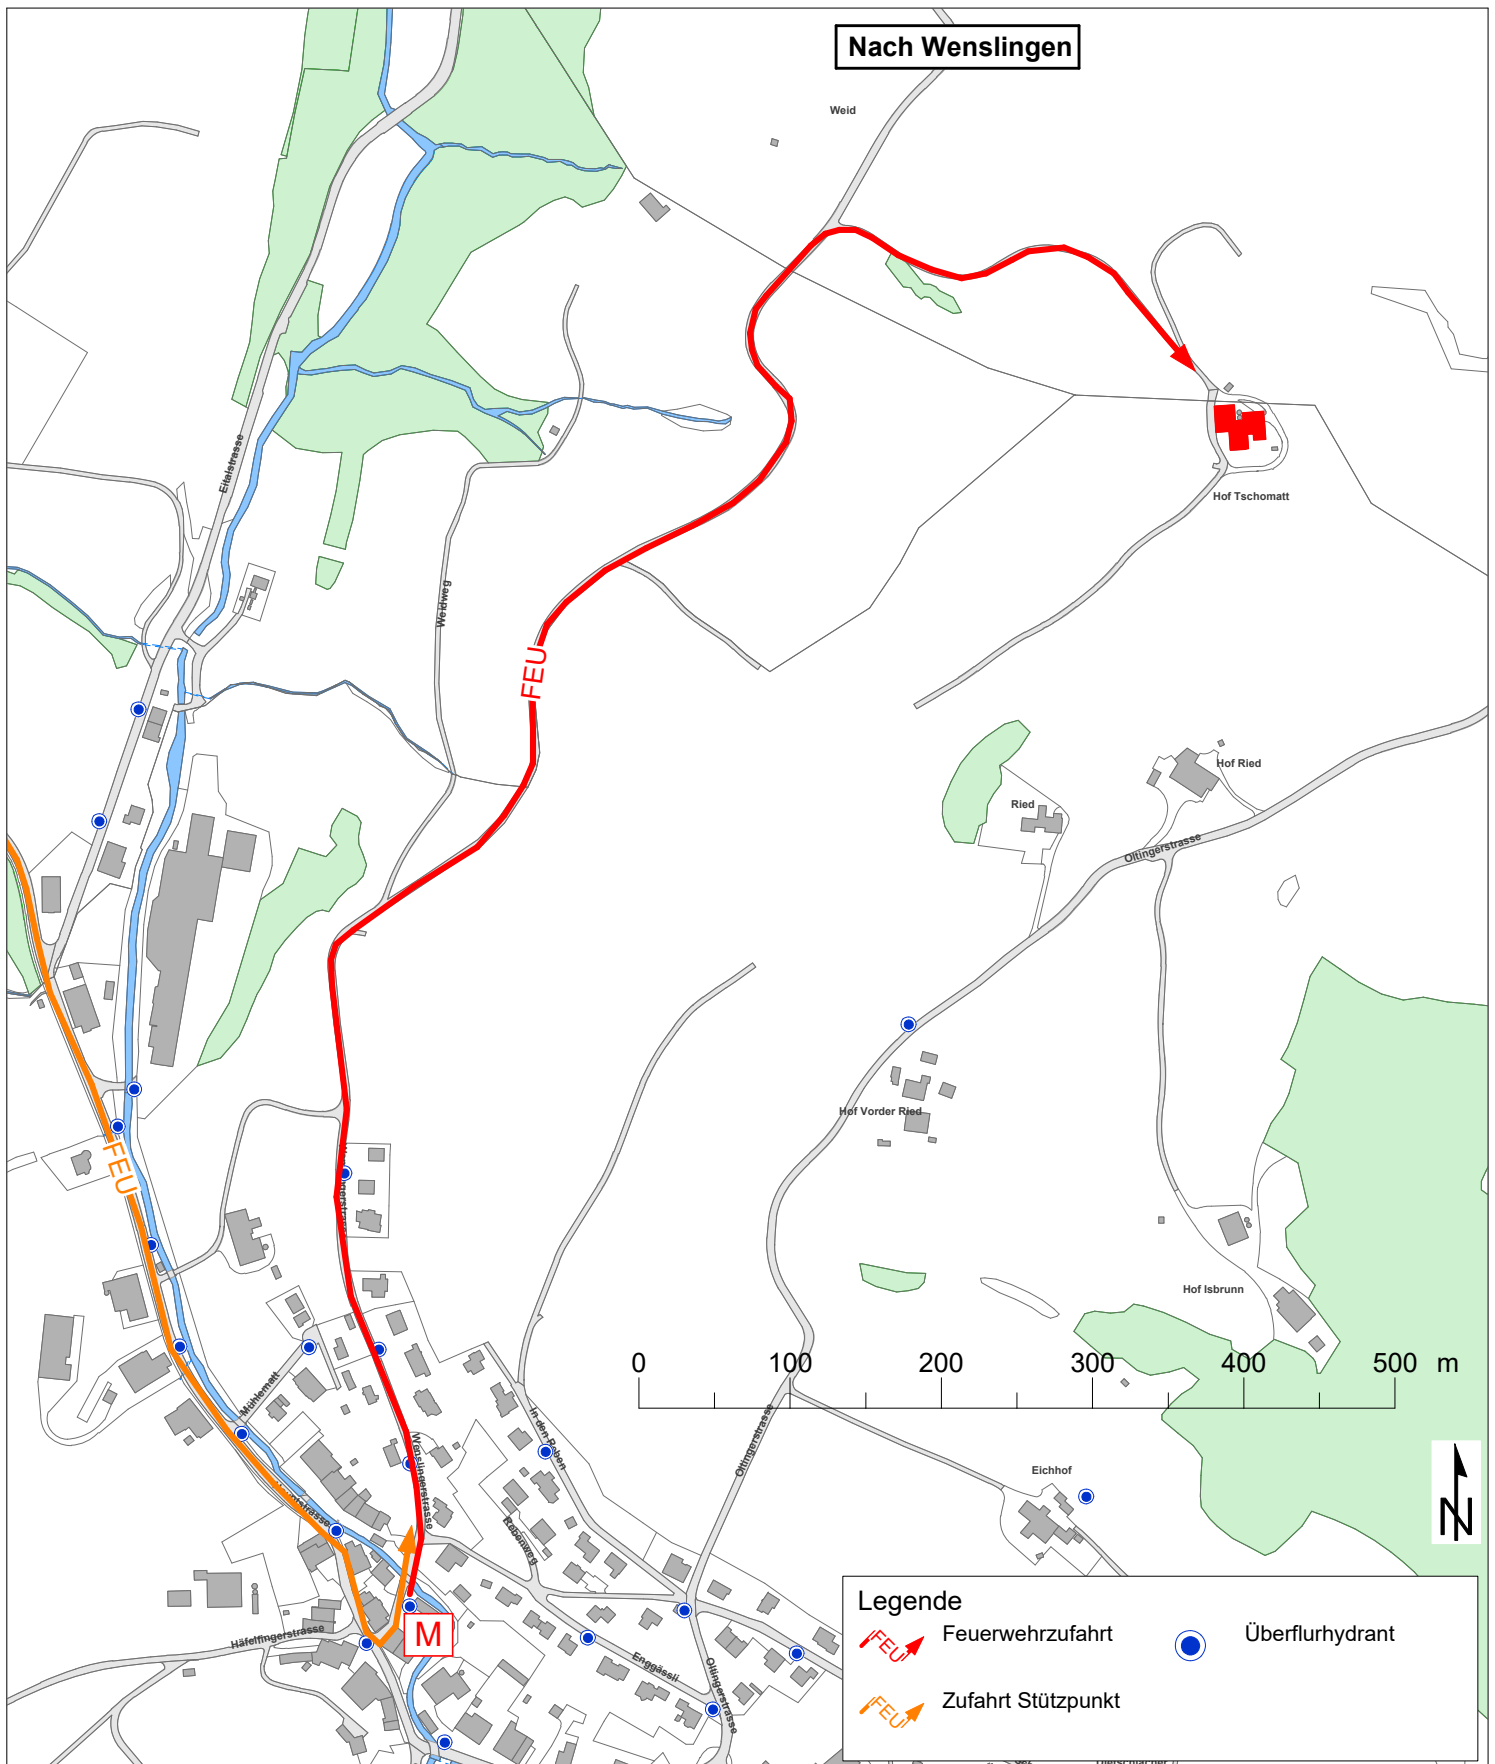 Nach Wenslingen
Weid
Eitalstrasse
Hof Tschomatt
Weidweg
FEU
Hof Ried
Ried
Oltingerstrasse
Hof Vorder Ried
FEU
Hof Isbrunn
0 100 200 300 400 500 m
Mühlematt
In den Reben
Oltingerstrasse
Wenslingerstrasse
Eichhof
N
Rebenweg
Häfelfingerstrasse
M
Enggässli
Oltingerstrasse
Legende
FEU Feuerwehrzufahrt
Überflurhydrant
FEU Zufahrt Stützpunkt